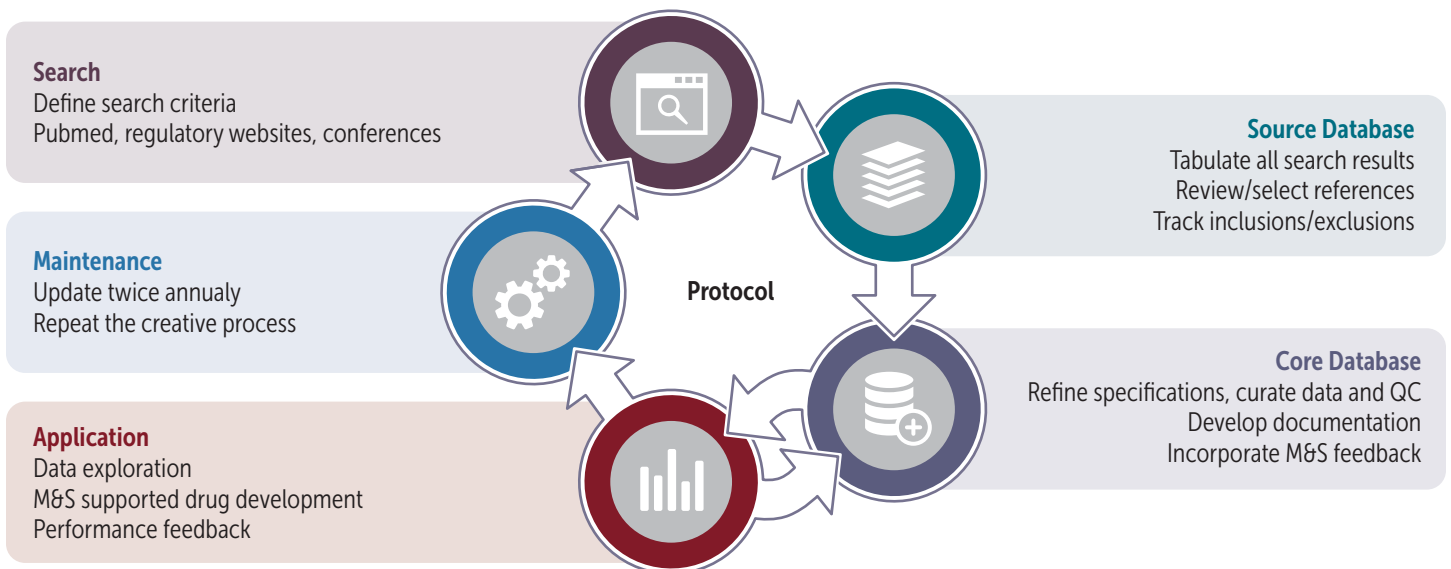 Search
Define search criteria
Pubmed, regulatory websites, conferences
Source Database
Tabulate all search results
Review/select references
Track inclusions/exclusions
Maintenance
Update twice annualy
Repeat the creative process
Protocol
Core Database
Refine specifications, curate data and QC
Develop documentation
Incorporate M&S feedback
Application
Data exploration
M&S supported drug development
Performance feedback